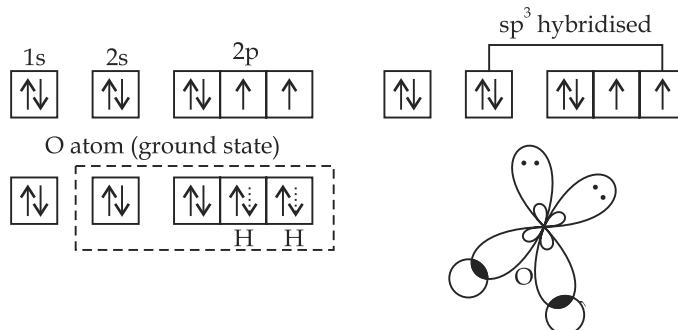 sp³ hybridised
1s 2s 2p
O atom (ground state)
H H
O